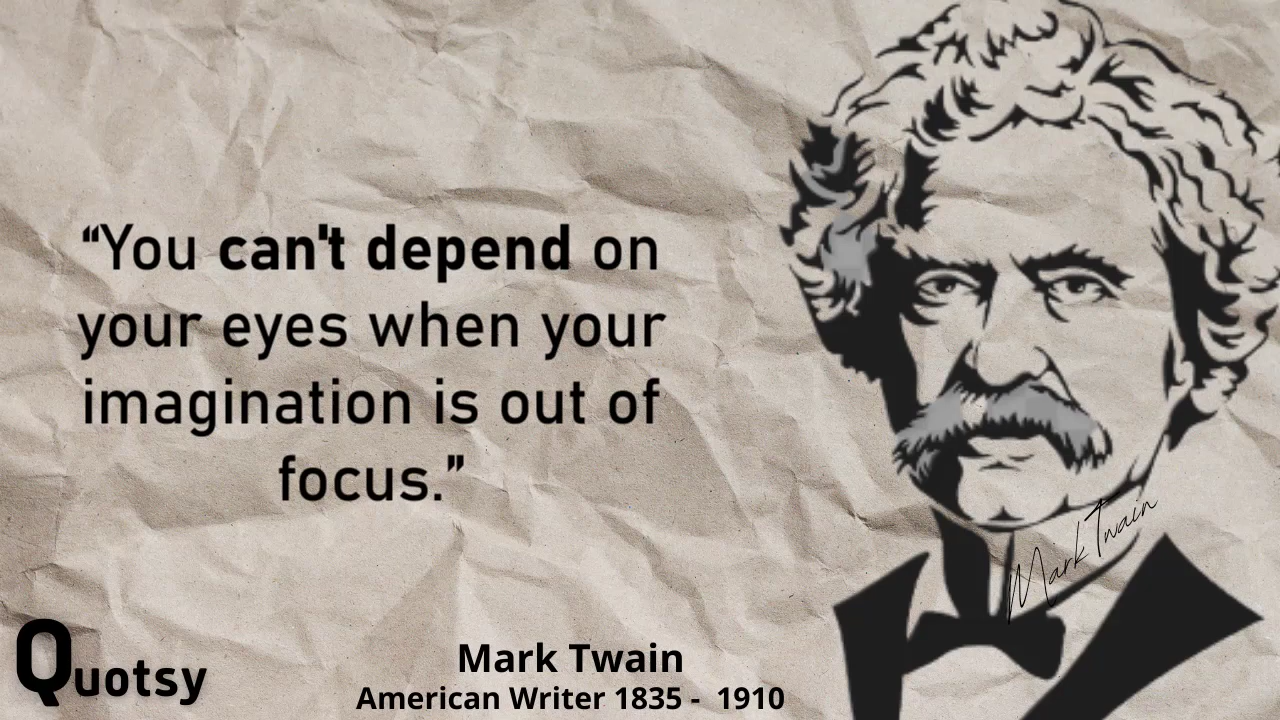 “You can't depend on
your eyes when your
imagination is out of
focus.”
Mark Twain
Quotsy
Mark Twain
American Writer 1835 -  1910